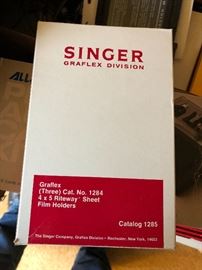 SINGER
GRAFLEX DIVISION
Graflex
(Three) Cat. No. 1284
4 x 5 Riteway Sheet
Film Holders
Catalog 1285
The Singer Company, Graflex Division • Rochester, New York, 14603
ALL